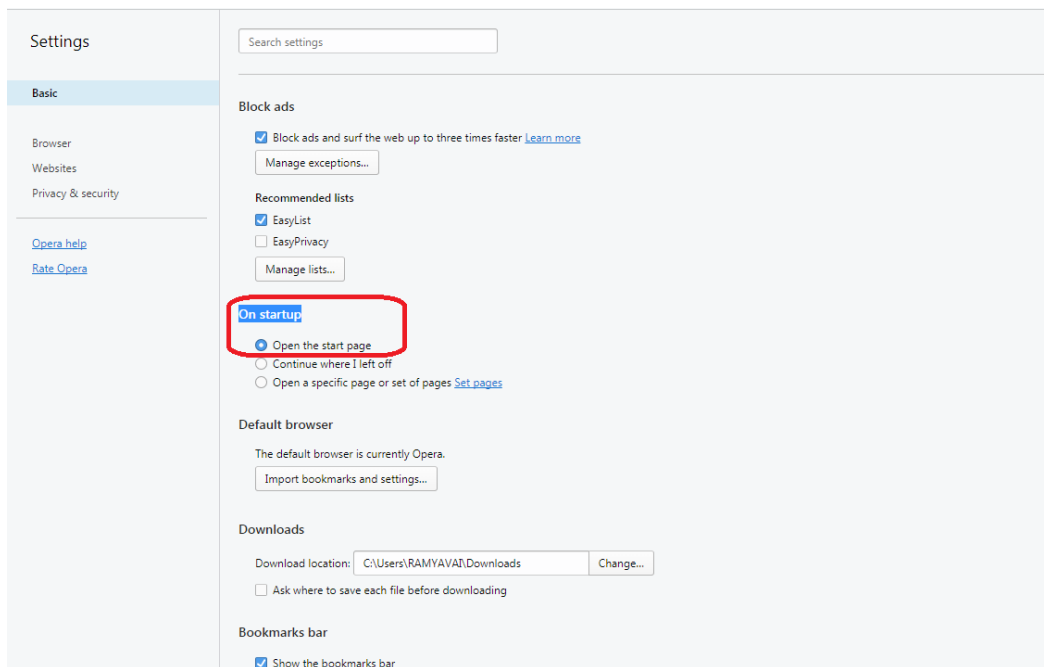 Settings
Basic
Browser
Websites
Privacy & security
Opera help
Rate Opera
Search settings
Block ads
Block ads and surf the web up to three times faster Learn more
Manage exceptions...
Recommended lists
EasyList
EasyPrivacy
Manage lists...
On startup
Open the start page
Continue where I left off
Open a specific page or set of pages Set pages
Default browser
The default browser is currently Opera.
Import bookmarks and settings...
Downloads
Download location: C:\Users\RAMYAVAI\Downloads Change...
Ask where to save each file before downloading
Bookmarks bar
Show the bookmarks bar